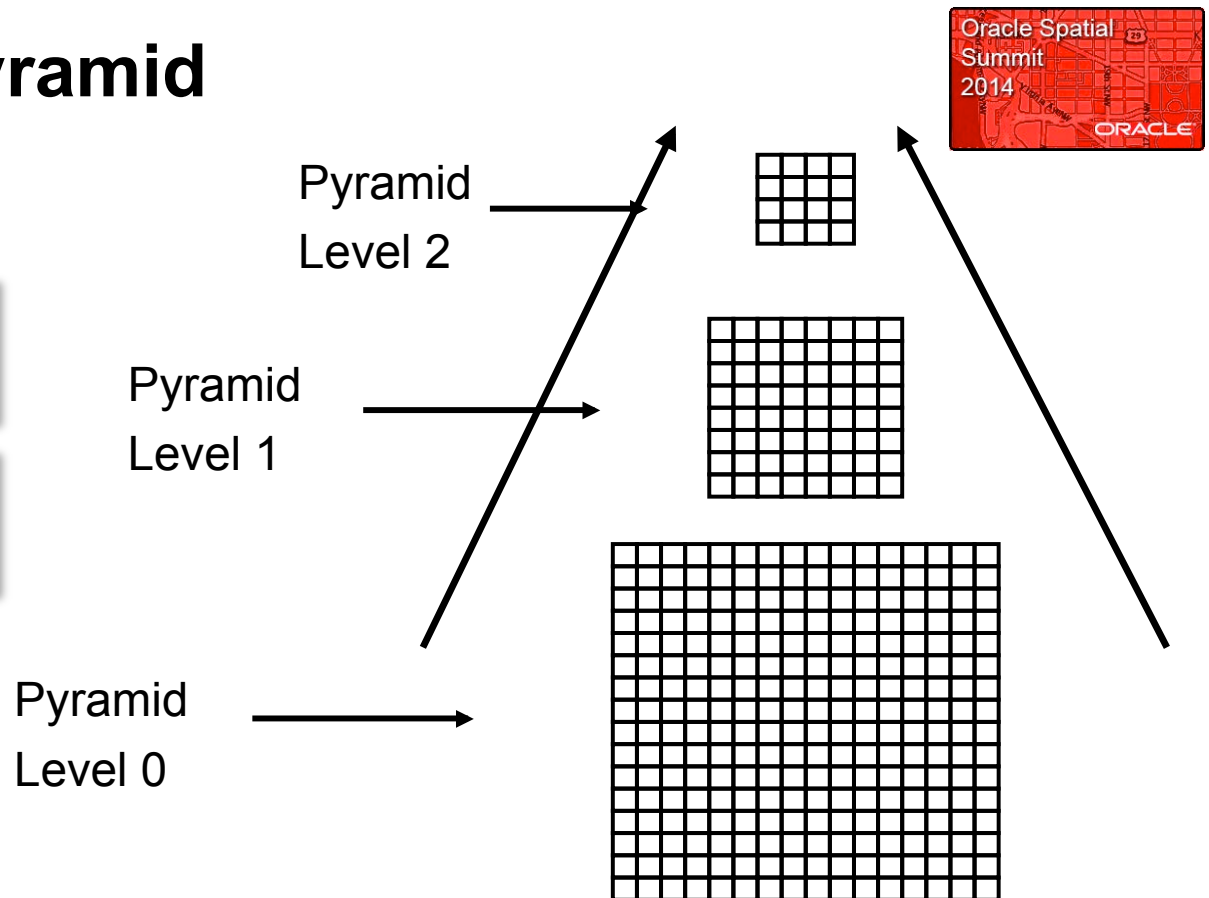 yramid
Oracle Spatial
Summit
2014
ORACLE
Pyramid
Level 2
Pyramid
Level 1
Pyramid
Level 0